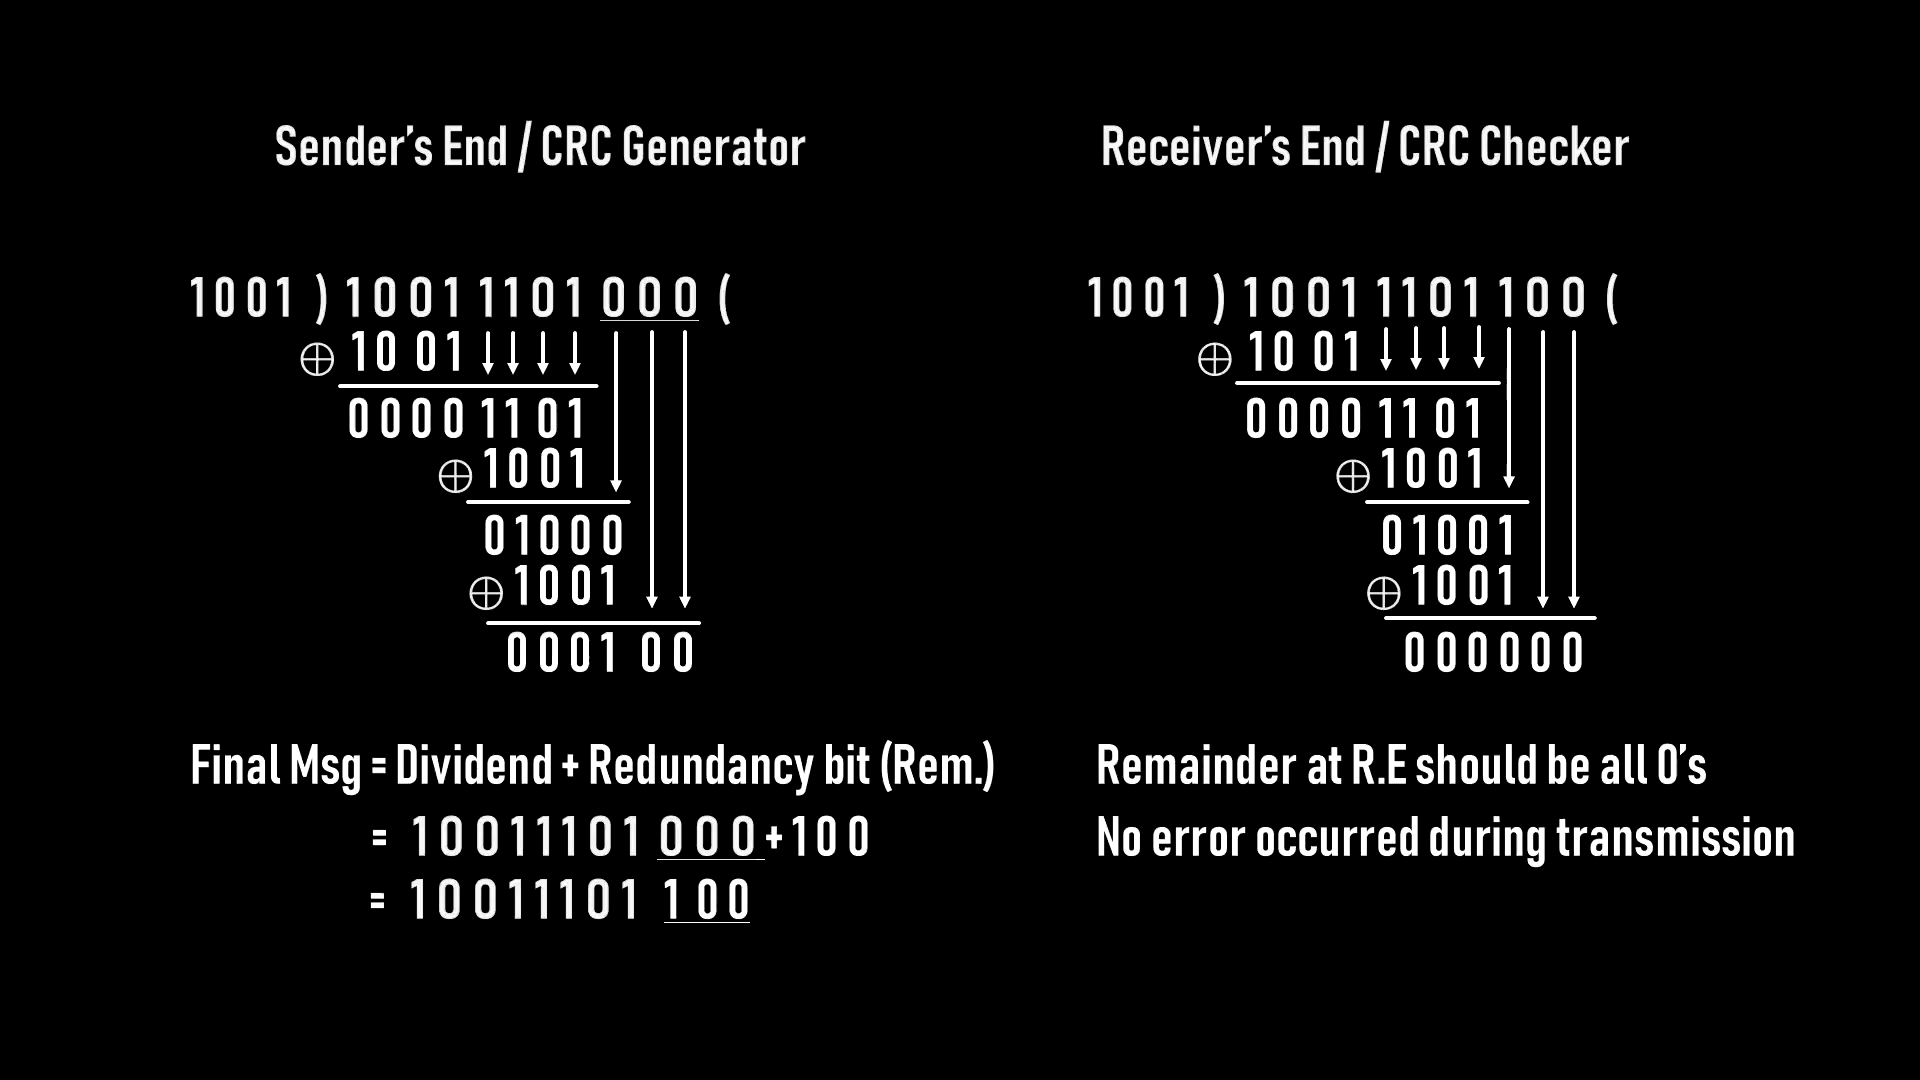 Sender's End / CRC Generator
1001 ) 10011101 000 (
⊕ 1001
00001101
⊕ 1001
01000
⊕ 1001
000100
Final Msg = Dividend + Redundancy bit (Rem.)
= 10011101 000 + 100
= 10011101 100
Receiver's End / CRC Checker
1001 ) 10011101100 (
⊕ 1001
00001101
⊕ 1001
01001
⊕ 1001
000000
Remainder at R.E should be all 0's
No error occurred during transmission